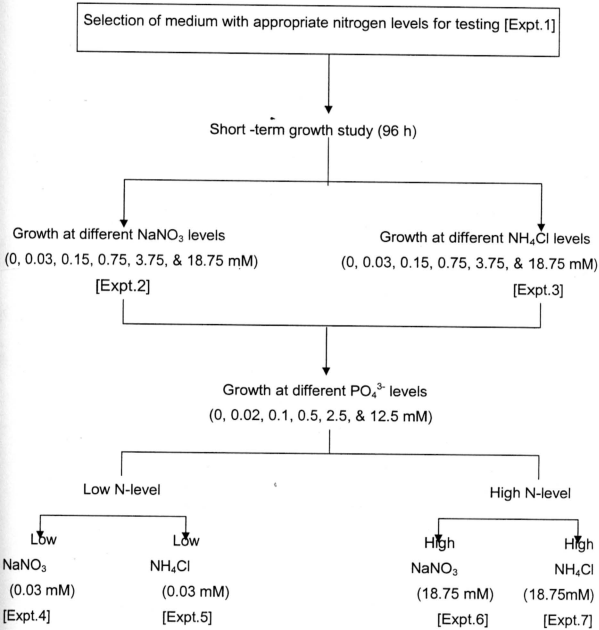 Selection of medium with appropriate nitrogen levels for testing [Expt.1]
Short -term growth study (96 h)
Growth at different NaNO₃ levels
(0, 0.03, 0.15, 0.75, 3.75, & 18.75 mM)
[Expt.2]
Growth at different NH₄Cl levels
(0, 0.03, 0.15, 0.75, 3.75, & 18.75 mM)
[Expt.3]
Growth at different PO₄³⁻ levels
(0, 0.02, 0.1, 0.5, 2.5, & 12.5 mM)
Low N-level
High N-level
Low
NaNO₃
(0.03 mM)
[Expt.4]
Low
NH₄Cl
(0.03 mM)
[Expt.5]
High
NaNO₃
(18.75 mM)
[Expt.6]
High
NH₄Cl
(18.75mM)
[Expt.7]